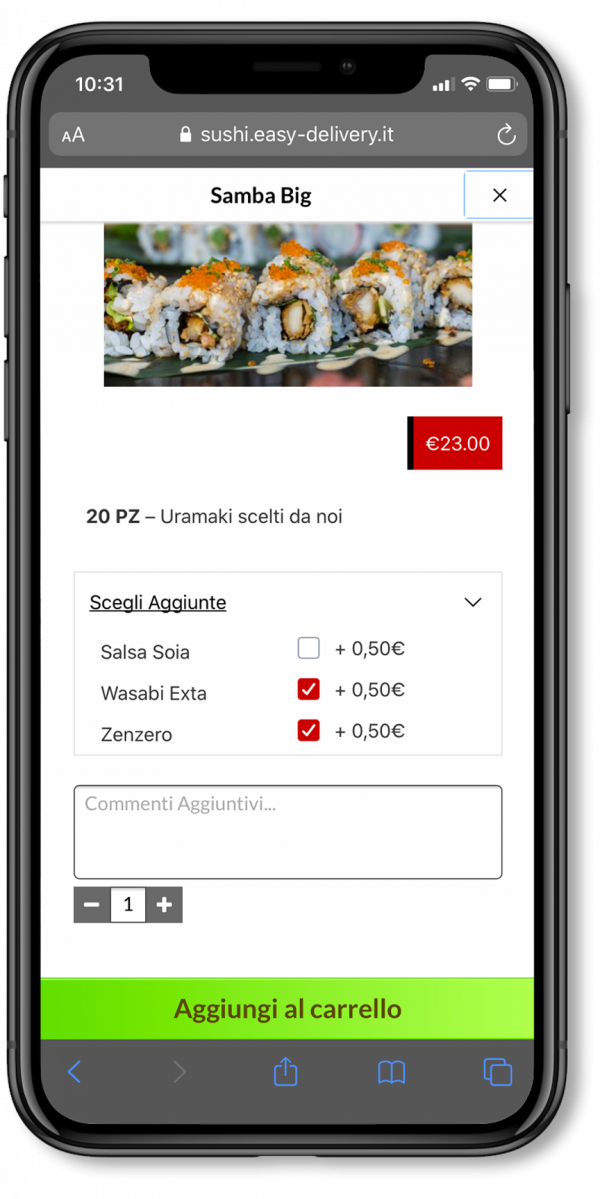 10:31
AA sushi.easy-delivery.it
Samba Big
€23.00
20 PZ – Uramaki scelti da noi
Scegli Aggiunte
Salsa Soia + 0,50€
Wasabi Exta + 0,50€
Zenzero + 0,50€
Commenti Aggiuntivi...
1
Aggiungi al carrello